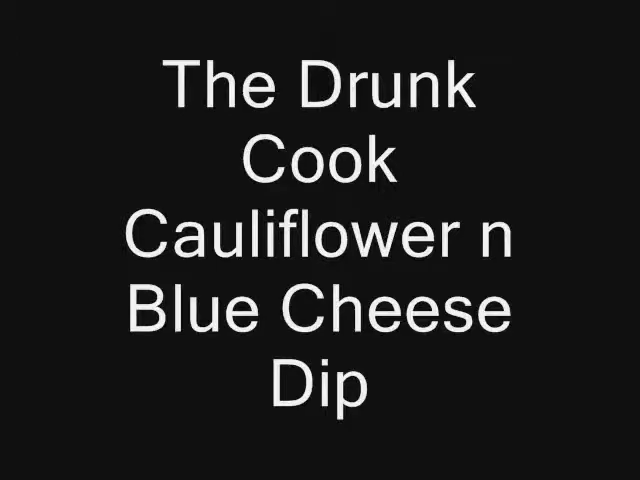 The Drunk
Cook
Cauliflower n
Blue Cheese
Dip